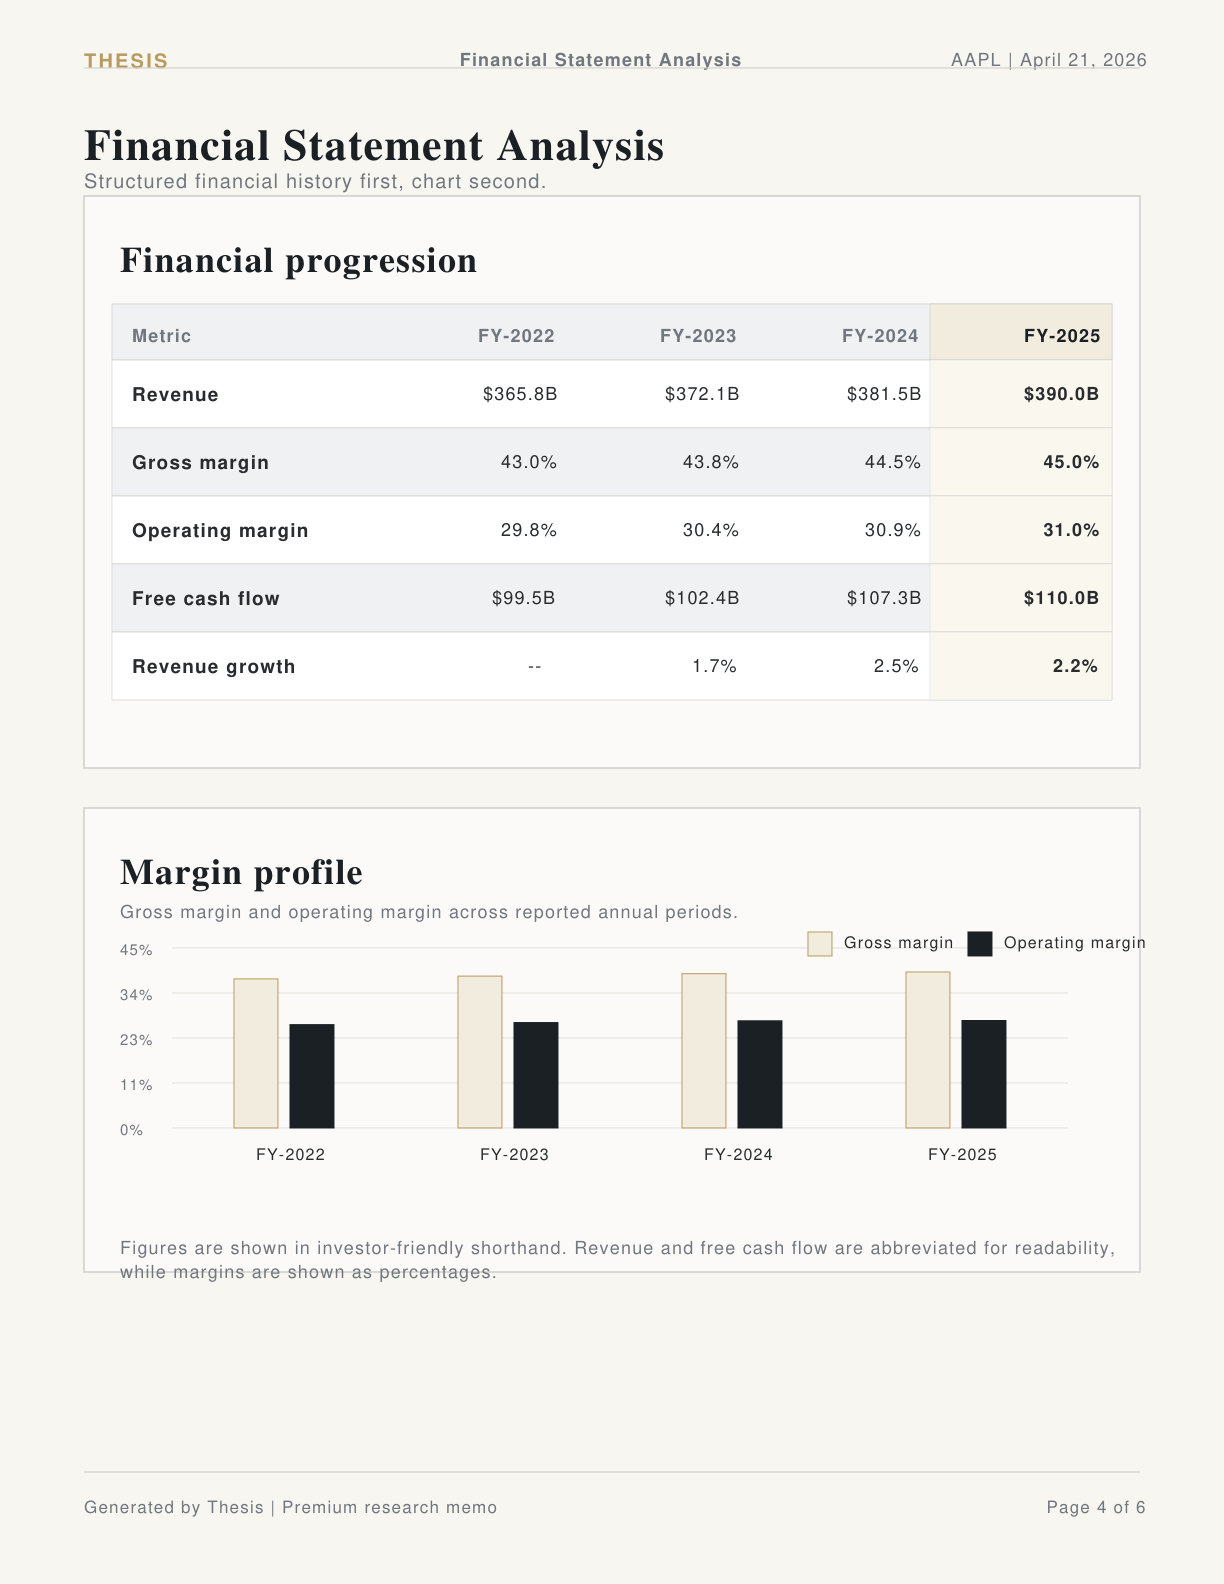 THESIS Financial Statement Analysis AAPL | April 21, 2026
Financial Statement Analysis
Structured financial history first, chart second.
Financial progression
Metric FY-2022 FY-2023 FY-2024 FY-2025
Revenue $365.8B $372.1B $381.5B $390.0B
Gross margin 43.0% 43.8% 44.5% 45.0%
Operating margin 29.8% 30.4% 30.9% 31.0%
Free cash flow $99.5B $102.4B $107.3B $110.0B
Revenue growth -- 1.7% 2.5% 2.2%
Margin profile
Gross margin and operating margin across reported annual periods.
Gross margin Operating margin
45%
34%
23%
11%
0%
FY-2022 FY-2023 FY-2024 FY-2025
Figures are shown in investor-friendly shorthand. Revenue and free cash flow are abbreviated for readability,
while margins are shown as percentages.
Generated by Thesis | Premium research memo Page 4 of 6